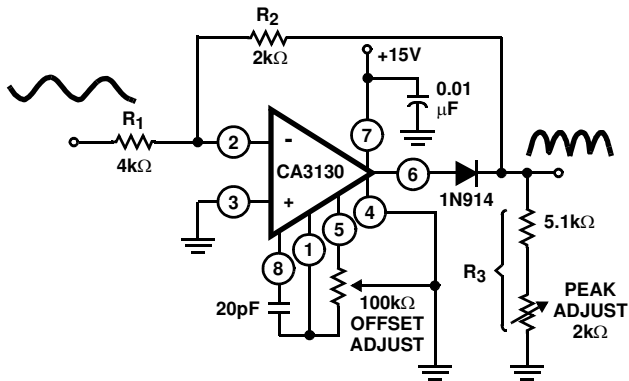 R2
2kΩ
+15V
0.01
µF
R1
4kΩ
2
-
7
CA3130
6
1N914
3
+
4
5
1
8
20pF
100kΩ
OFFSET
ADJUST
5.1kΩ
R3
PEAK
ADJUST
2kΩ